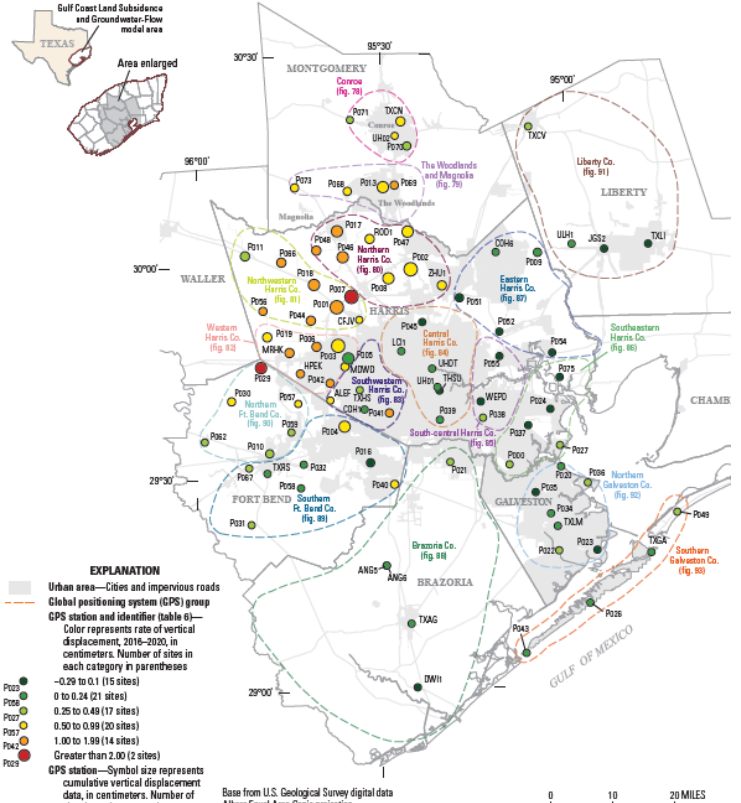 Gulf Coast Land Subsidence
and Groundwater-Flow
model area
TEXAS
Area enlarged
95°30'
30°30'
MONTGOMERY
95°00'
Conroe
(fig. 78)
P071
TXCN
Conroe
UH02
P070
TXCV
96°00'
The Woodlands
and Magnolia
(fig. 79)
Liberty Co.
(fig. 91)
LIBERTY
P073
P068
P013
P069
The Woodlands
Magnolia
P017
ROD1
P047
P048
P046
Northern
Harris Co.
(fig. 80)
P002
P008
ZHU1
COH6
P009
ULH1
JGS2
TXLI
P011
P066
30°00'
WALLER
Northwestern
Harris Co.
(fig. 81)
P018
P007
P001
P056
P044
CFJV
HARRIS
Eastern
Harris Co.
(fig. 87)
P051
P052
Western
Harris Co.
(fig. 82)
P019
P006
MRHK
P003
P005
P045
LCI1
Central
Harris Co.
(fig. 84)
Southeastern
Harris Co.
(fig. 86)
P054
P055
P075
P029
HPEK
MDWD
P042
Southwestern
Harris Co.
(fig. 83)
UHDT
UHD1
THSU
ALEF
TXHS
COH1
P041
P030
Northern
Ft. Bend Co.
(fig. 90)
P057
P059
P004
P039
WEPD
P038
P024
P037
CHAMB
South-central Harris Co.
(fig. 85)
P062
P010
P016
P021
P000
P027
29°30'
P067
TXRS
P032
P058
P040
P020
P036
Northern
Galveston Co.
(fig. 92)
FORT BEND
Southern
Ft. Bend Co.
(fig. 89)
P031
GALVESTON
P035
P034
TXLM
P022
P023
P049
TXGA
Southern
Galveston Co.
(fig. 93)
Brazoria Co.
(fig. 88)
ANG5
ANG6
BRAZORIA
TXAG
P026
P043
GULF OF MEXICO
DWI1
29°00'
EXPLANATION
Urban area—Cities and impervious roads
Global positioning system (GPS) group
GPS station and identifier (table 6)—
Color represents rate of vertical
displacement, 2016–2020, in
centimeters. Number of sites in
each category in parentheses
P023 −0.29 to 0.1 (15 sites)
P058 0 to 0.24 (21 sites)
P027 0.25 to 0.49 (17 sites)
P057 0.50 to 0.99 (20 sites)
P042 1.00 to 1.99 (14 sites)
P029 Greater than 2.00 (2 sites)
GPS station—Symbol size represents
cumulative vertical displacement
data, in centimeters. Number of
Base from U.S. Geological Survey digital data
0 10 20 MILES